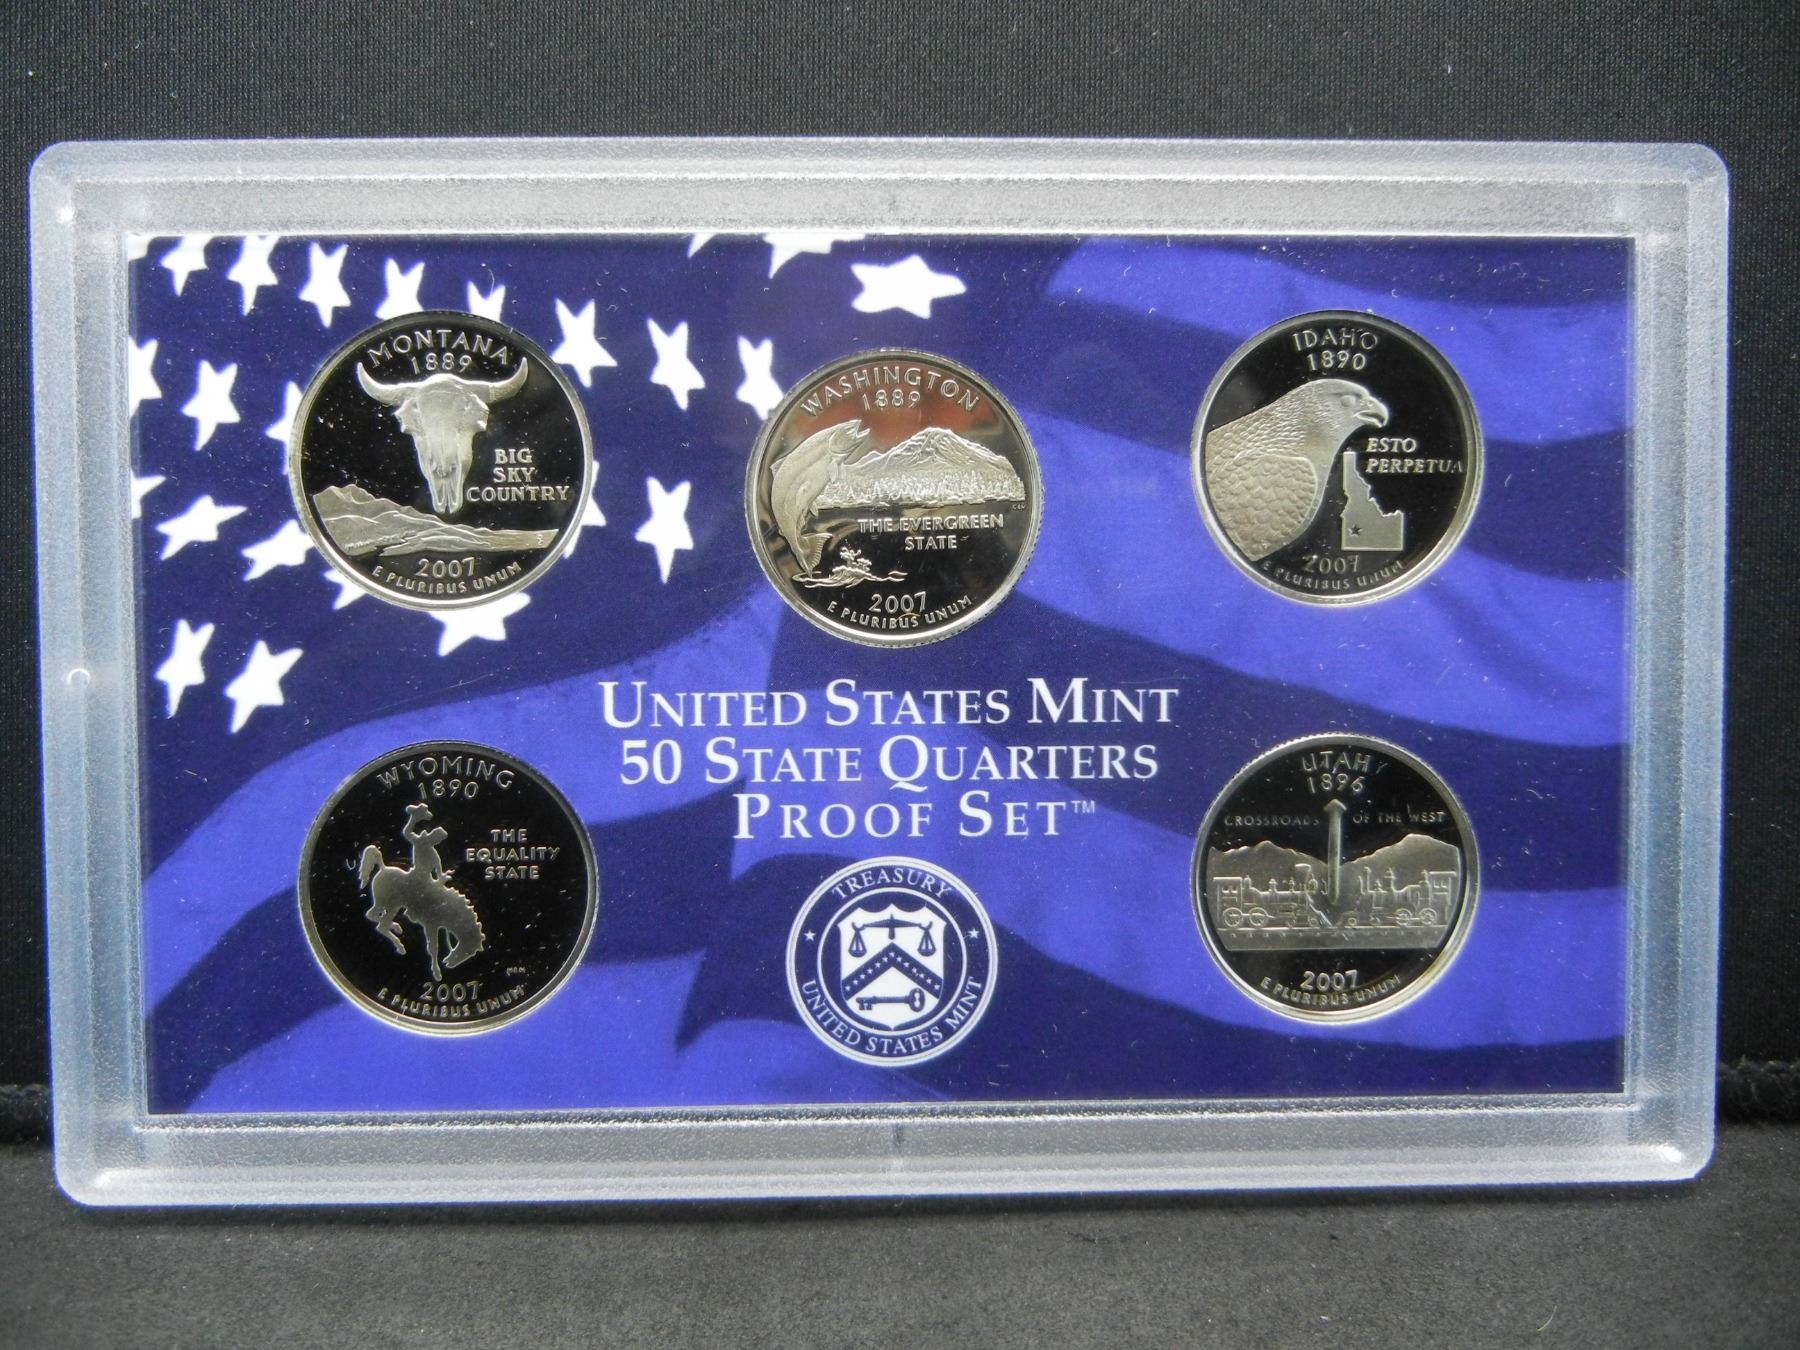 MONTANA
1889
BIG
SKY
COUNTRY
2007
E PLURIBUS UNUM
WASHINGTON
1889
THE EVERGREEN
STATE
2007
E PLURIBUS UNUM
IDAHO
1890
ESTO
PERPETUA
2007
E PLURIBUS UNUM
UNITED STATES MINT
50 STATE QUARTERS
PROOF SET™
WYOMING
1890
THE
EQUALITY
STATE
2007
E PLURIBUS UNUM
TREASURY
UNITED STATES MINT
UTAH
1896
CROSSROADS OF THE WEST
2007
E PLURIBUS UNUM